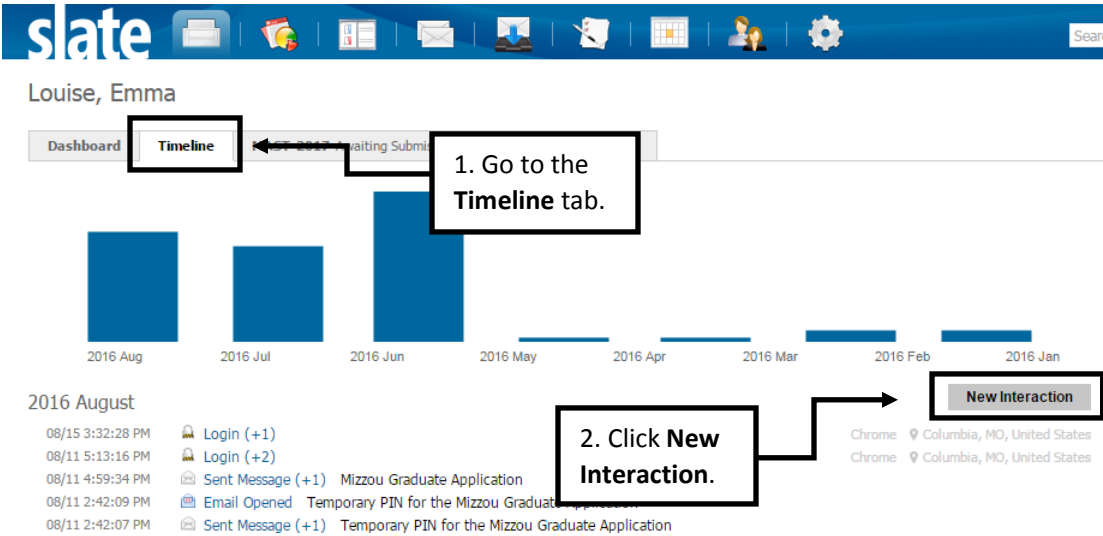 slate
Sear
Louise, Emma
Dashboard Timeline 2017 Awaiting Submis
1. Go to the
Timeline tab.
2016 Aug 2016 Jul 2016 Jun 2016 May 2016 Apr 2016 Mar 2016 Feb 2016 Jan
2016 August
New Interaction
08/15 3:32:28 PM Login (+1) Chrome Columbia, MO, United States
08/11 5:13:16 PM Login (+2) Chrome Columbia, MO, United States
08/11 4:59:34 PM Sent Message (+1) Mizzou Graduate Application
08/11 2:42:09 PM Email Opened Temporary PIN for the Mizzou Graduate Application
08/11 2:42:07 PM Sent Message (+1) Temporary PIN for the Mizzou Graduate Application
2. Click New
Interaction.